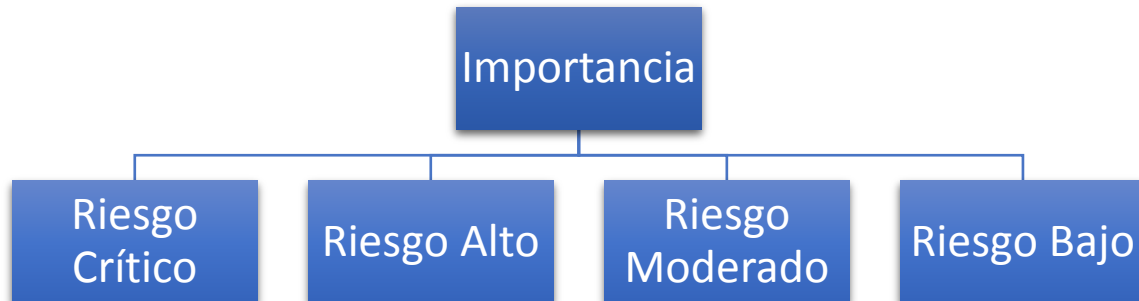 Importancia
Riesgo
Crítico
Riesgo Alto
Riesgo
Moderado
Riesgo Bajo